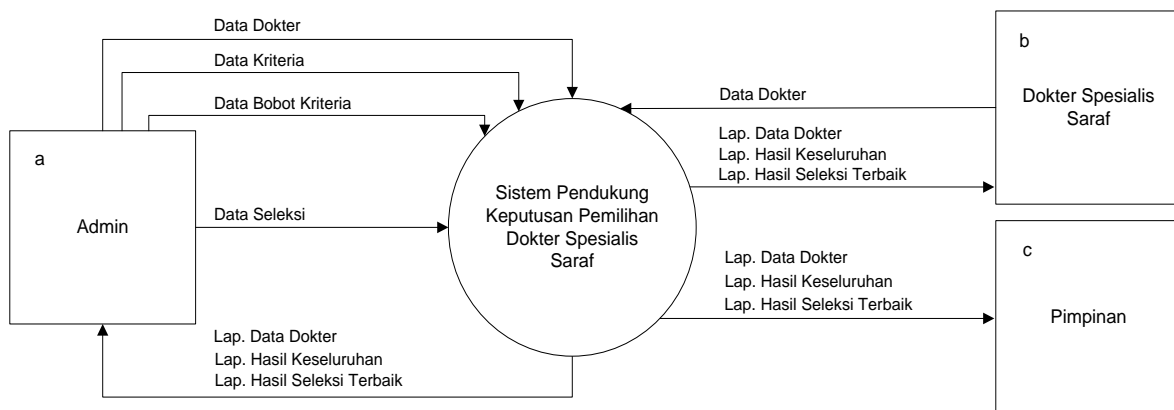 Data Dokter
Data Kriteria
Data Bobot Kriteria
a
Admin
Data Seleksi
Lap. Data Dokter
Lap. Hasil Keseluruhan
Lap. Hasil Seleksi Terbaik
Sistem Pendukung
Keputusan Pemilihan
Dokter Spesialis
Saraf
b
Dokter Spesialis
Saraf
Data Dokter
Lap. Data Dokter
Lap. Hasil Keseluruhan
Lap. Hasil Seleksi Terbaik
Lap. Data Dokter
Lap. Hasil Keseluruhan
Lap. Hasil Seleksi Terbaik
c
Pimpinan